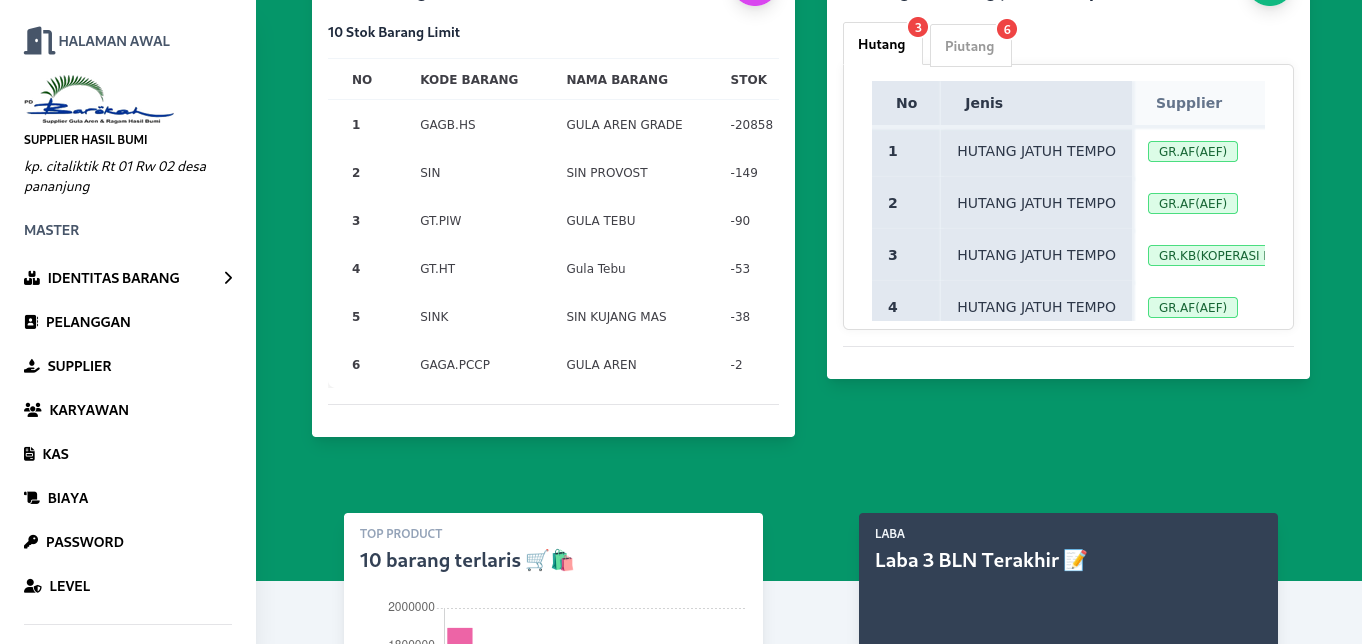 HALAMAN AWAL
PD
Barokah
Supplier Gula Aren & Ragam Hasil Bumi
SUPPLIER HASIL BUMI
kp. citaliktik Rt 01 Rw 02 desa
pananjung
MASTER
IDENTITAS BARANG
PELANGGAN
SUPPLIER
KARYAWAN
KAS
BIAYA
PASSWORD
LEVEL
10 Stok Barang Limit
NO KODE BARANG NAMA BARANG STOK
1 GAGB.HS GULA AREN GRADE -20858
2 SIN SIN PROVOST -149
3 GT.PIW GULA TEBU -90
4 GT.HT Gula Tebu -53
5 SINK SIN KUJANG MAS -38
6 GAGA.PCCP GULA AREN -2
Hutang 3 Piutang 6
No Jenis Supplier
1 HUTANG JATUH TEMPO GR.AF(AEF)
2 HUTANG JATUH TEMPO GR.AF(AEF)
3 HUTANG JATUH TEMPO GR.KB(KOPERASI
4 HUTANG JATUH TEMPO GR.AF(AEF)
TOP PRODUCT
10 barang terlaris 🛒🛍️
2000000
1800000
LABA
Laba 3 BLN Terakhir 📝